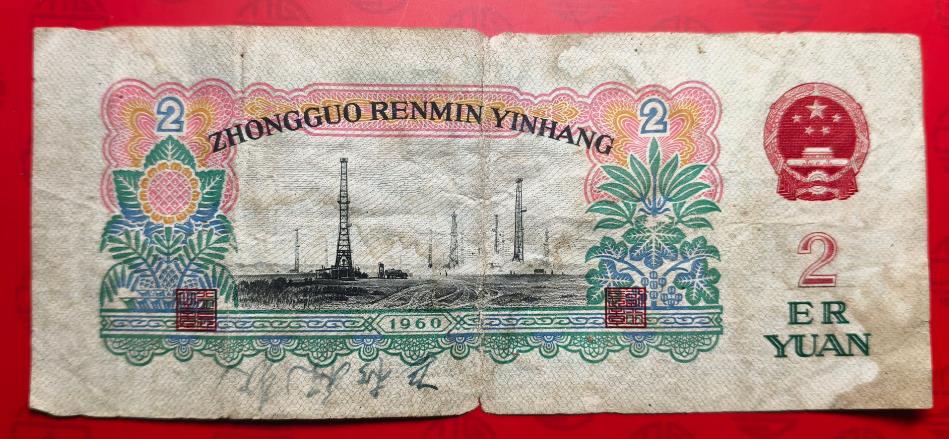 2 2
ZHONGGUO RENMIN YINHANG
2
ER
YUAN
1960